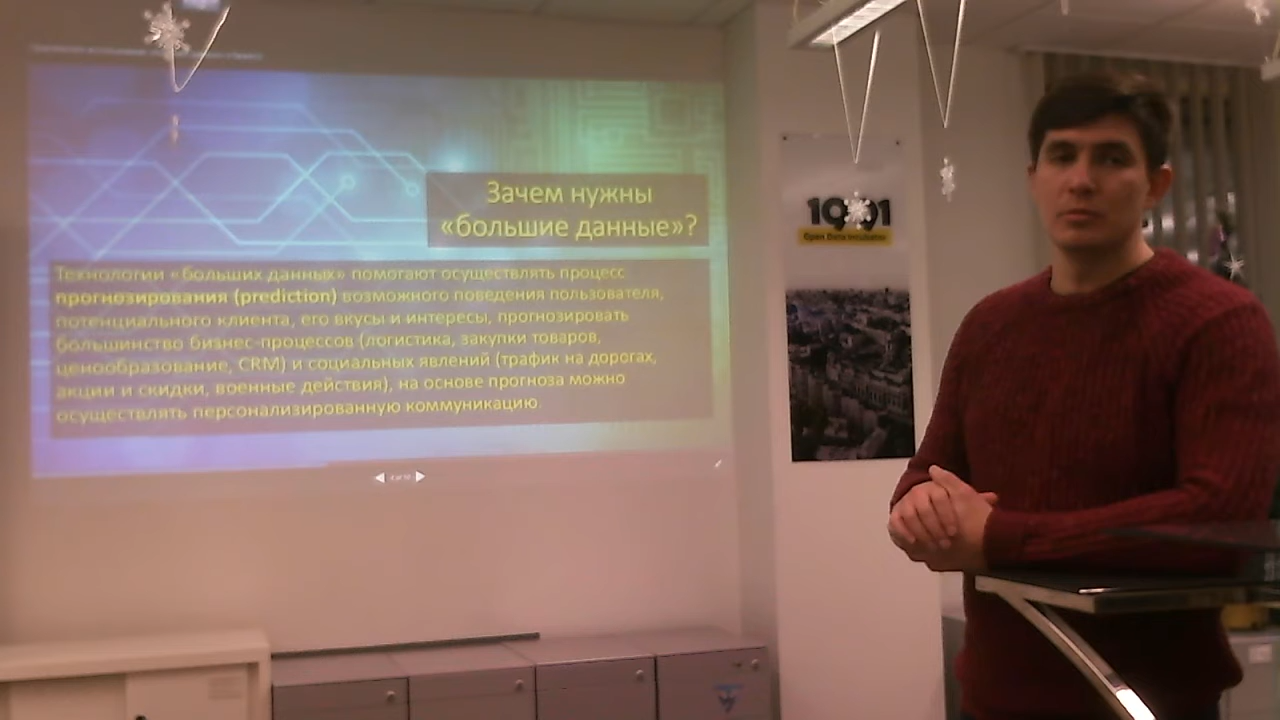 Зачем нужны
«большие данные»?
Технологии «больших данных» помогают осуществлять процесс
прогнозирования (prediction) возможного поведения пользователя,
потенциального клиента, его вкусы и интересы, прогнозировать
большинство бизнес-процессов (логистика, закупки товаров,
ценообразование, CRM) и социальных явлений (трафик на дорогах,
акции и скидки, военные действия), на основе прогноза можно
осуществлять персонализированную коммуникацию.
1991
Open Data Incubator